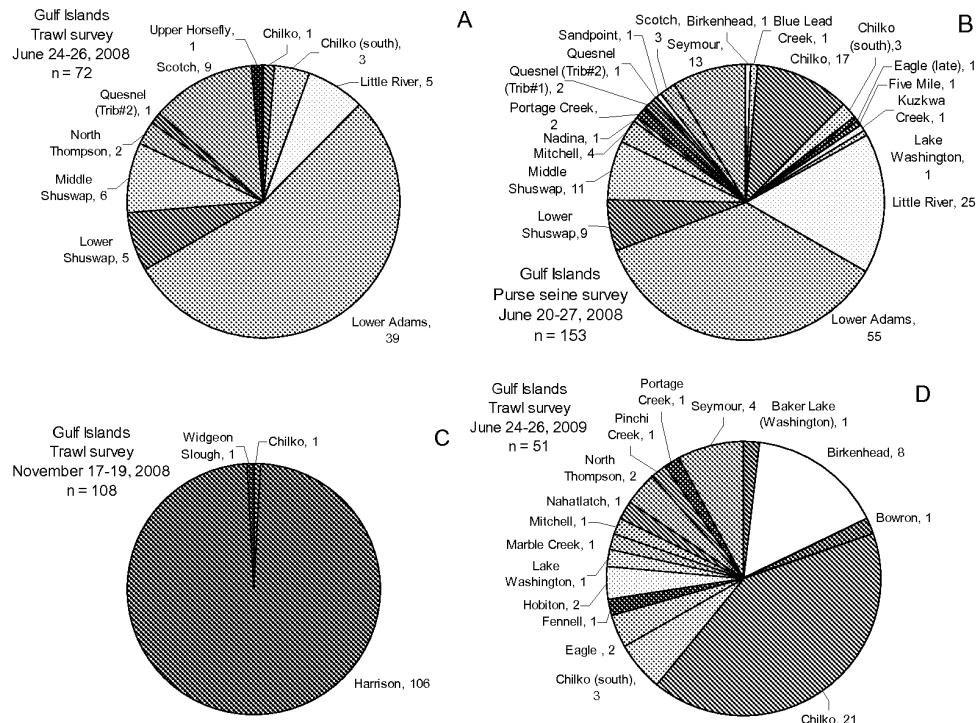 Gulf Islands
Trawl survey
June 24-26, 2008
n = 72
A
Upper Horsefly,
1
Chilko, 1
Chilko (south),
3
Little River, 5
Scotch, 9
Quesnel
(Trib#2), 1
North
Thompson, 2
Middle
Shuswap, 6
Lower
Shuswap, 5
Lower Adams,
39
B
Scotch,
3
Birkenhead, 1
Blue Lead
Creek, 1
Chilko, 17
Chilko
(south),3
Eagle (late), 1
Five Mile, 1
Kuzkwa
Creek, 1
Lake
Washington,
1
Little River, 25
Sandpoint, 1
Seymour,
13
Quesnel, 1
Quesnel
(Trib#2), 1
Quesnel
(Trib#1), 2
Portage Creek,
2
Nadina, 1
Mitchell, 4
Middle
Shuswap, 11
Lower
Shuswap,9
Gulf Islands
Purse seine survey
June 20-27, 2008
n = 153
Lower Adams,
55
Gulf Islands
Trawl survey
November 17-19, 2008
n = 108
C
Widgeon
Slough, 1
Chilko, 1
Harrison, 106
Gulf Islands
Trawl survey
June 24-26, 2009
n = 51
D
Portage
Creek, 1
Seymour, 4
Baker Lake
(Washington), 1
Birkenhead, 8
Bowron, 1
Pinchi
Creek, 1
North
Thompson, 2
Nahatlatch, 1
Mitchell, 1
Marble Creek, 1
Lake
Washington, 1
Hobiton, 2
Fennell, 1
Eagle , 2
Chilko (south),
3
Chilko, 21